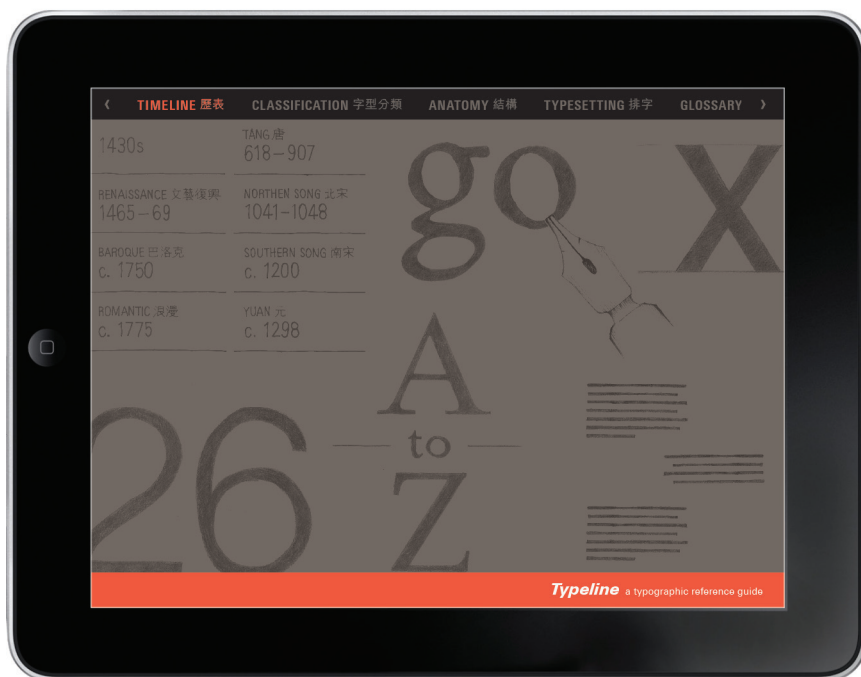 ‹ TIMELINE 歷表 CLASSIFICATION 字型分類 ANATOMY 結構 TYPESETTING 排字 GLOSSARY ›
1430s
RENAISSANCE 文藝復興
1465–69
BAROQUE 巴洛克
c. 1750
ROMANTIC 浪漫
c. 1775
TANG 唐
618–907
NORTHEN SONG 北宋
1041–1048
SOUTHERN SONG 南宋
c. 1200
YUAN 元
c. 1298
go
X
A
to
Z
26
Typeline a typographic reference guide